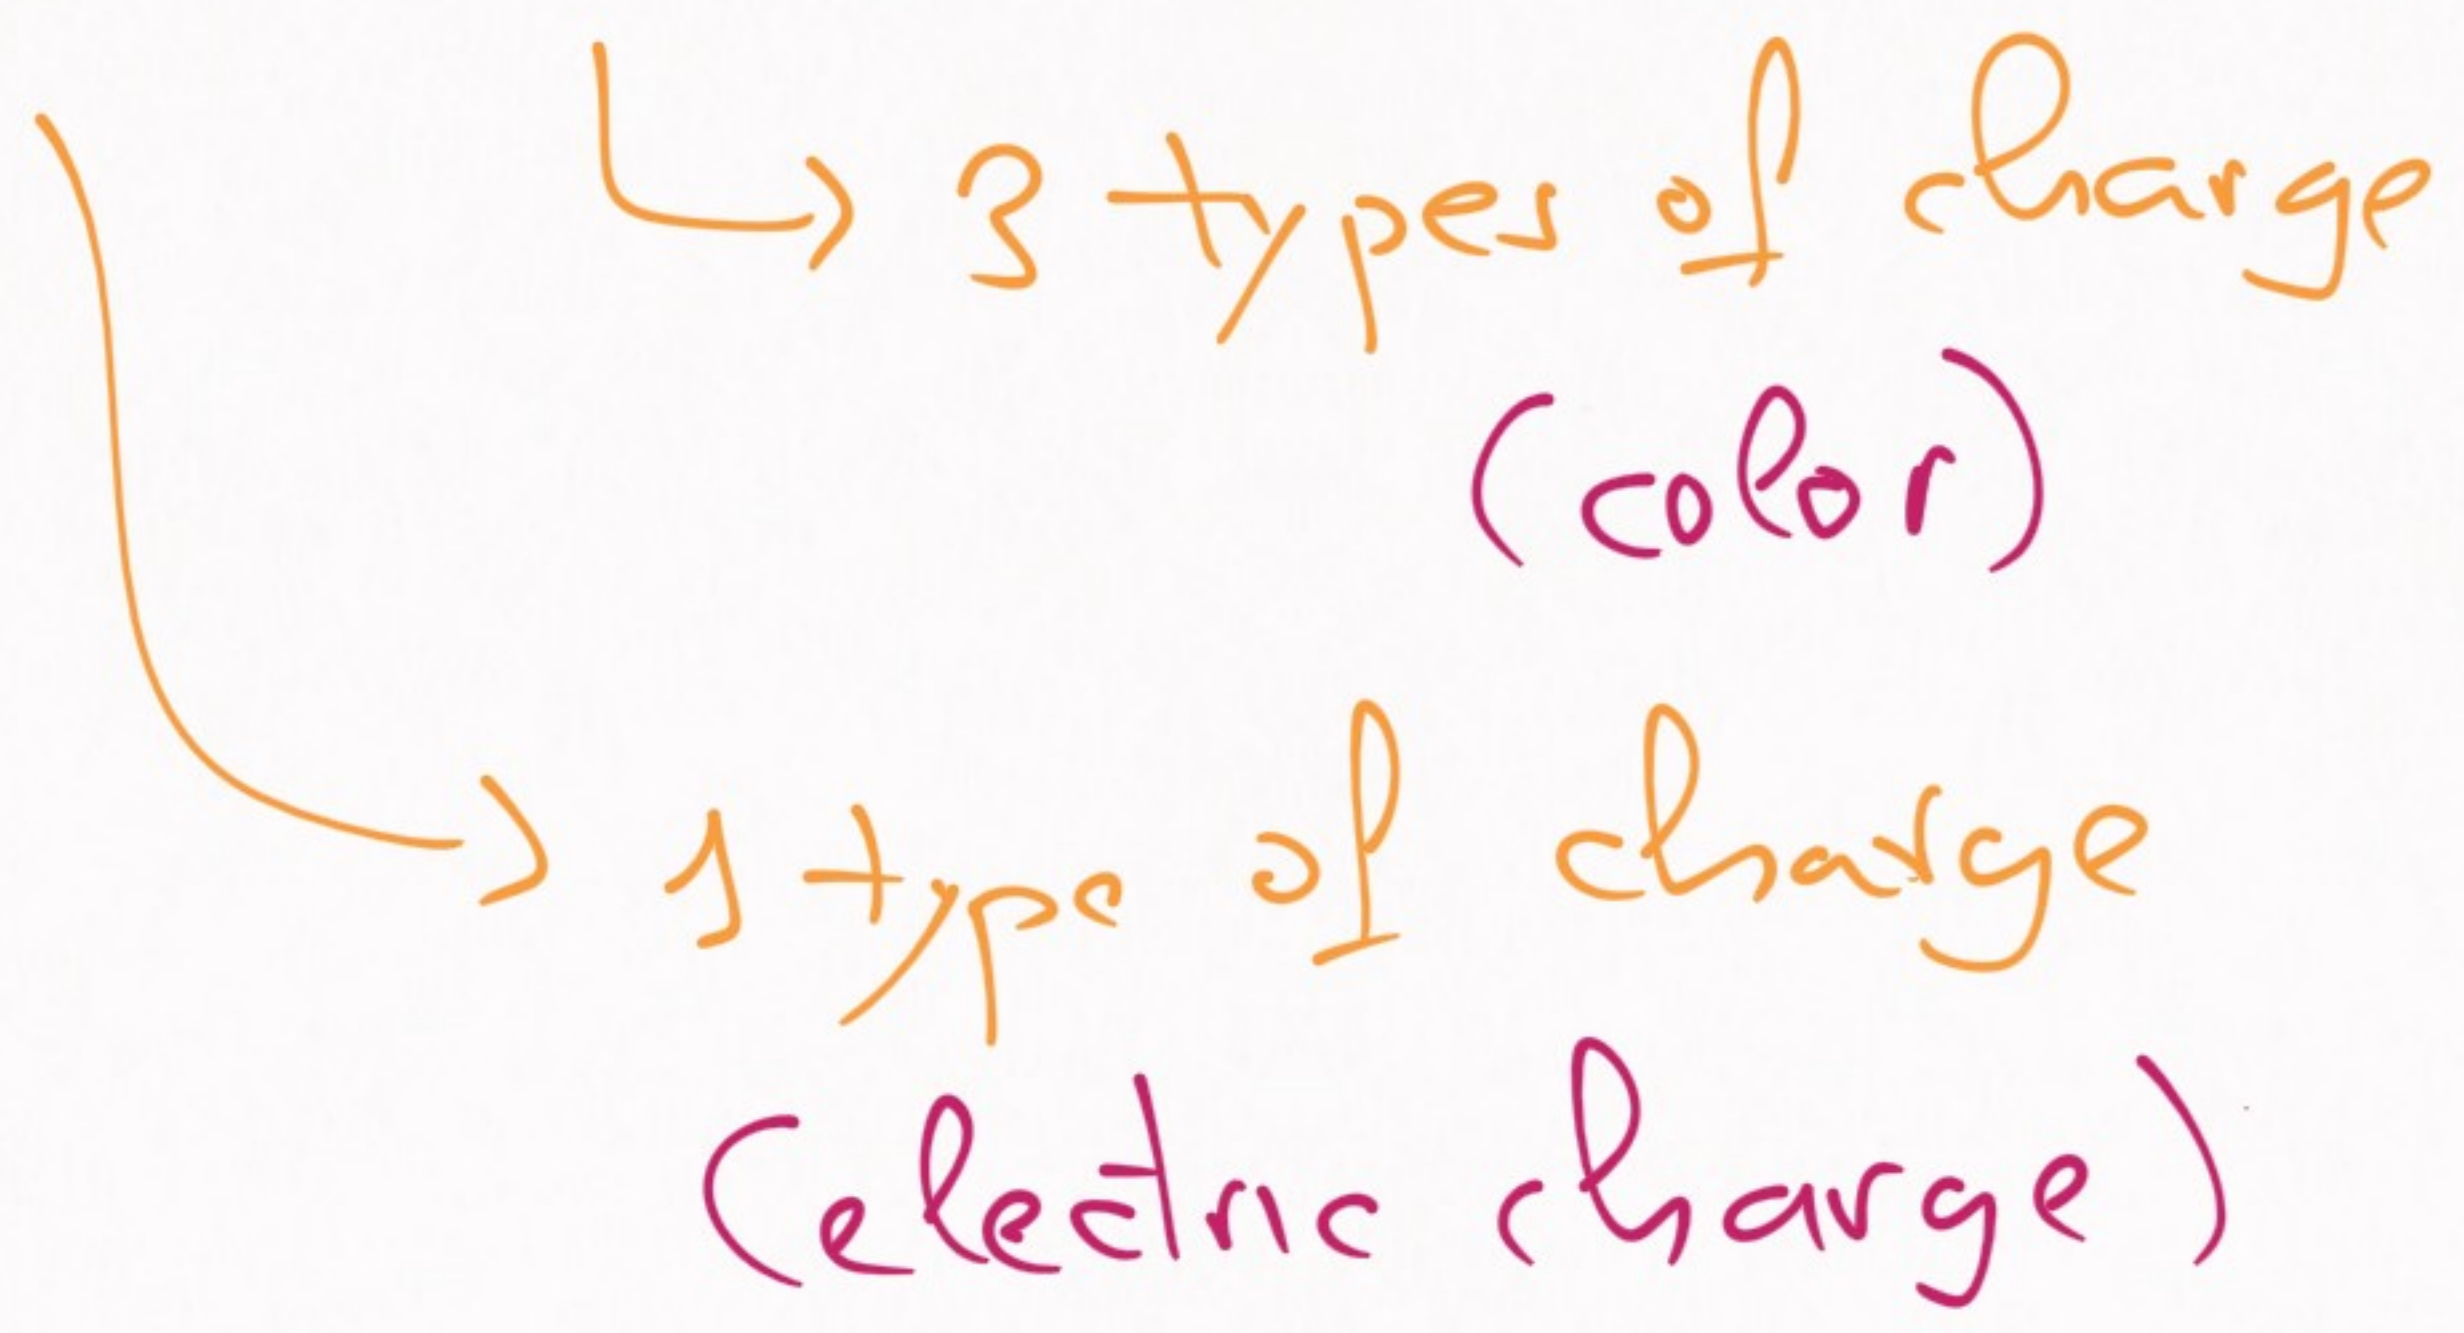 3 types of charge
(color)
1 type of charge
(electric charge)